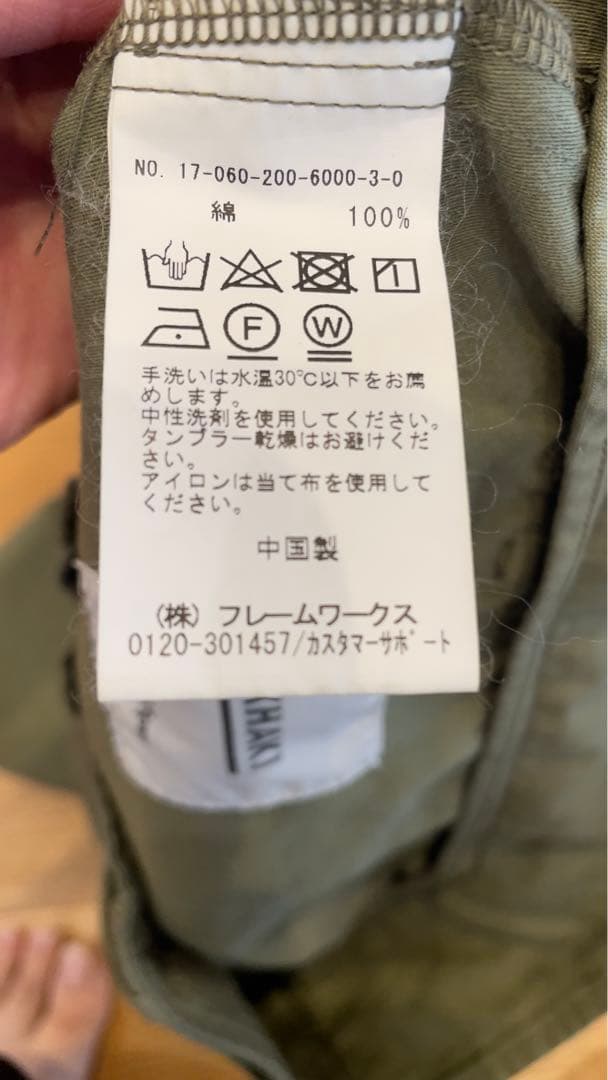 NO. 17-060-200-6000-3-0
綿 100%
F W
手洗いは水温30℃以下をお薦
めします。
中性洗剤を使用してください。
タンブラー乾燥はお避けくだ
さい。
アイロンは当て布を使用して
ください。
中国製
(株) フレームワークス
0120-301457/カスタマーサポート